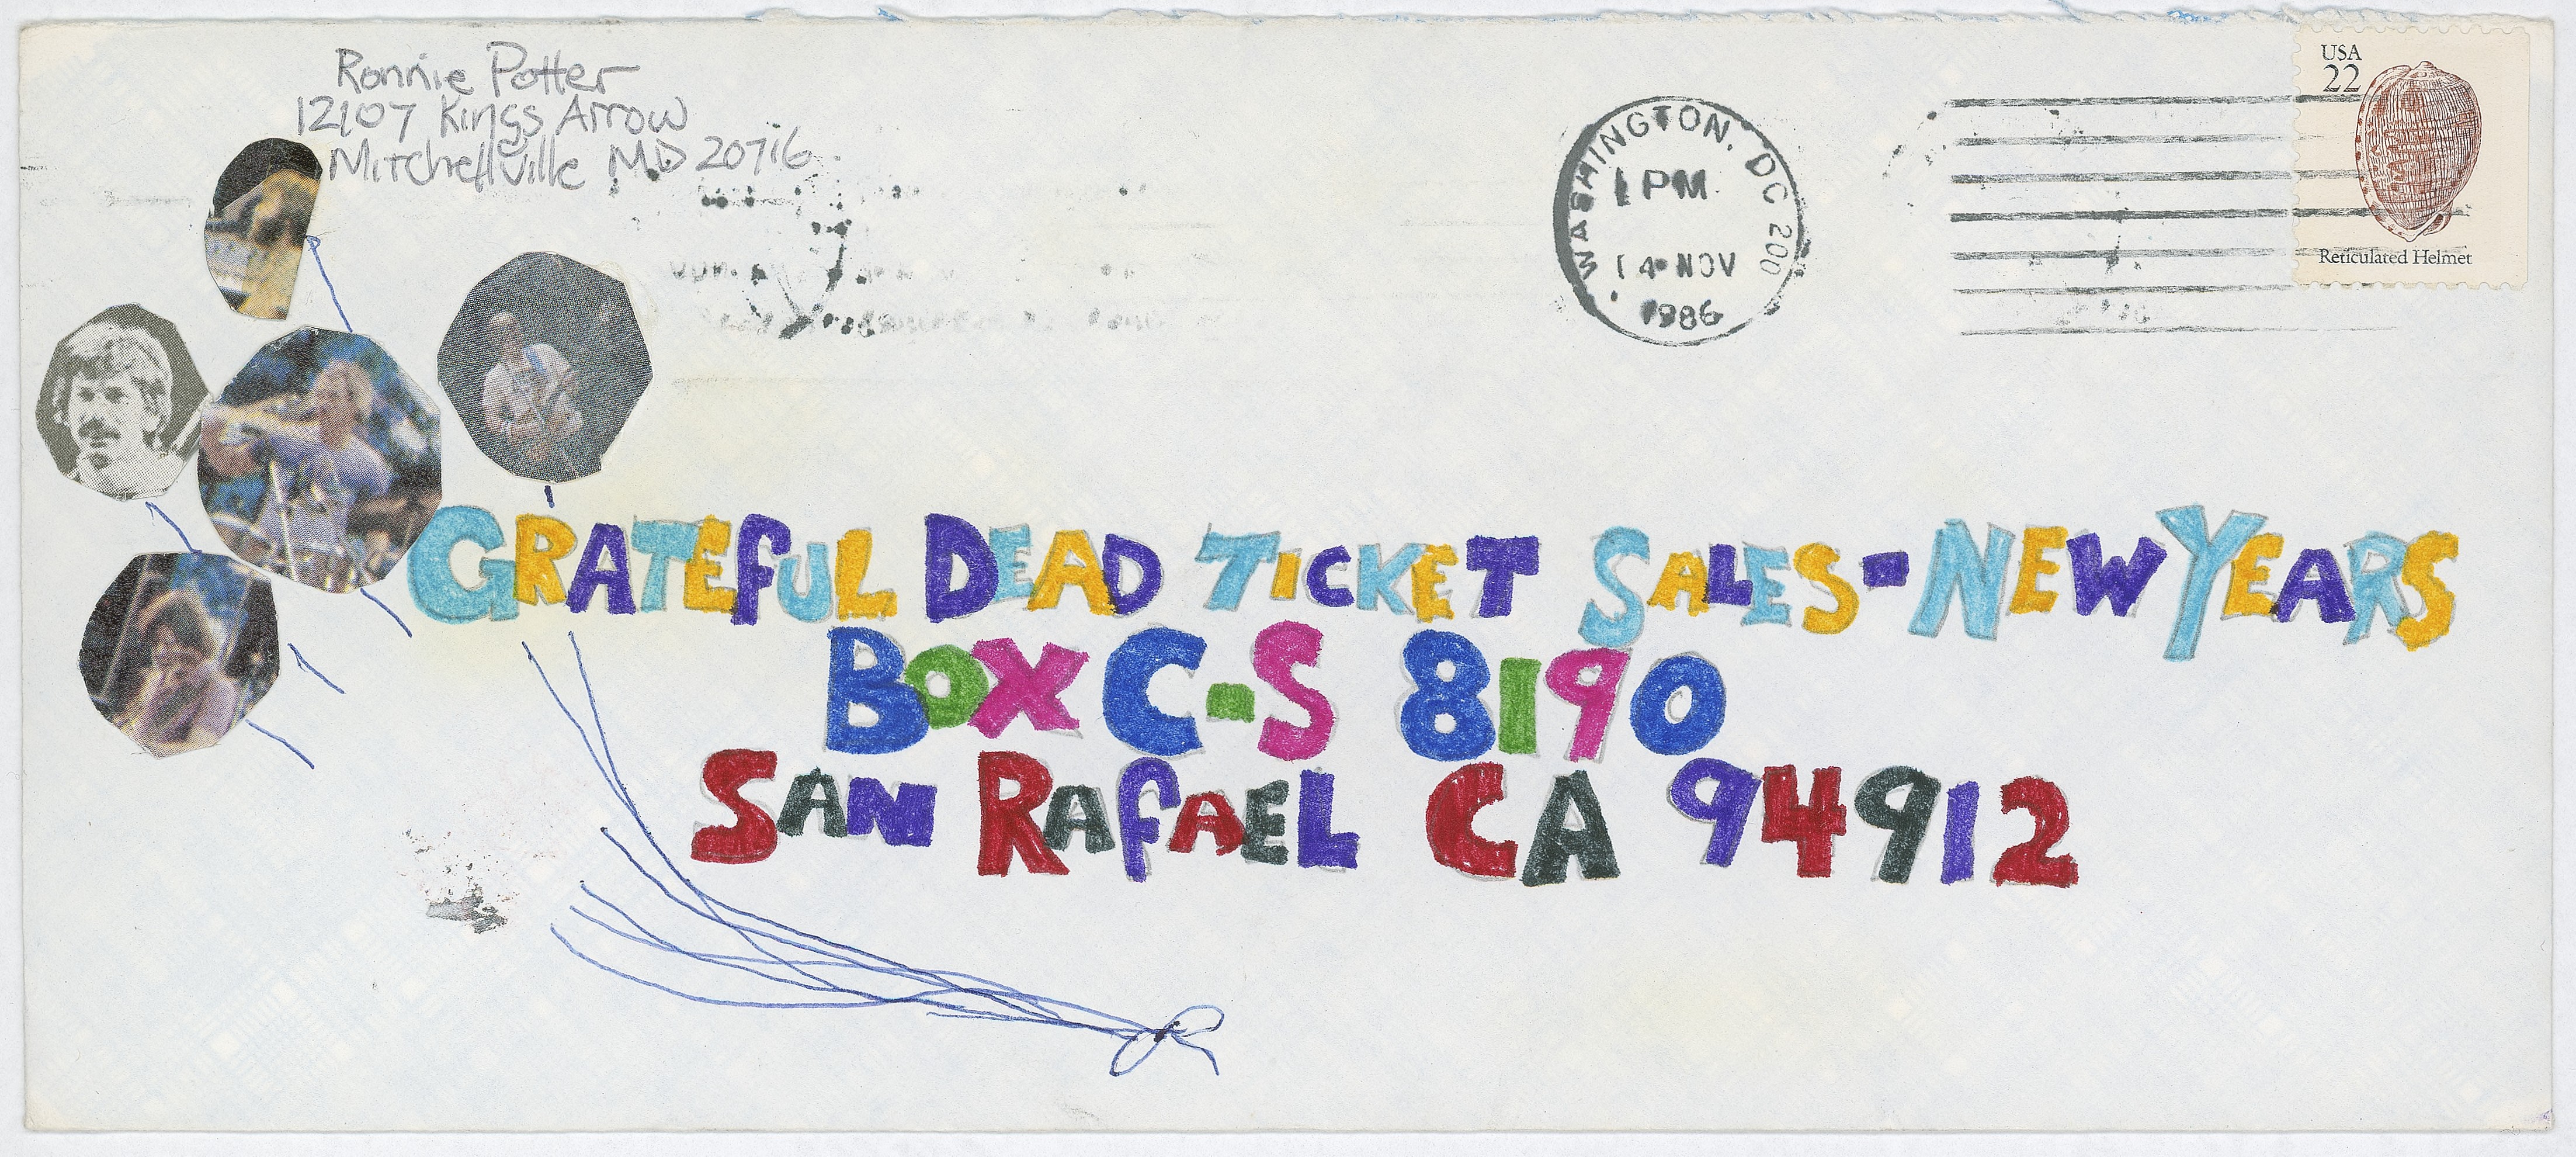 Ronnie Potter
12107 Kings Arrow
Mitchellville MD 20716
WASHINGTON, DC 200
1 PM
14 NOV
1986
USA
22
Reticulated Helmet
GRATEFUL DEAD TICKET SALES-NEW YEARS
BOX C-S 8190
SAN RAFAEL CA 94912